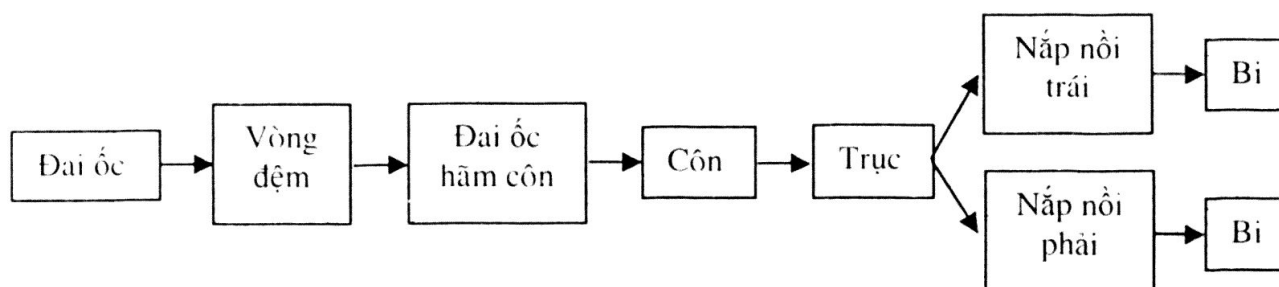 Đai ốc
Vòng
đệm
Đai ốc
hãm côn
Côn
Trục
Nắp nồi
trái
Bi
Nắp nồi
phải
Bi